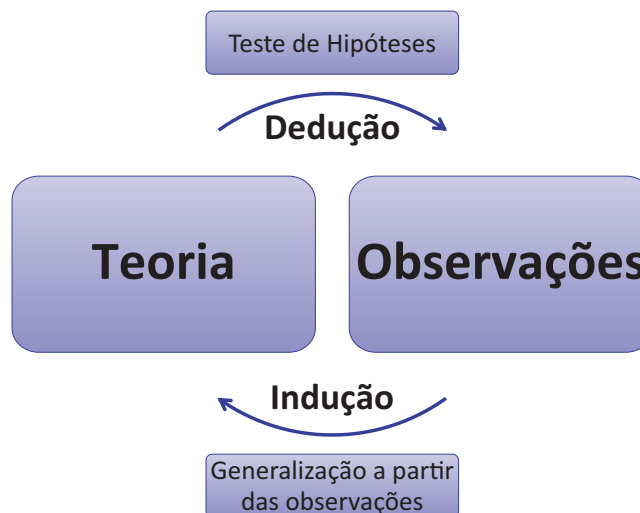 Teste de Hipóteses
Dedução
Teoria
Observações
Indução
Generalização a partir
das observações